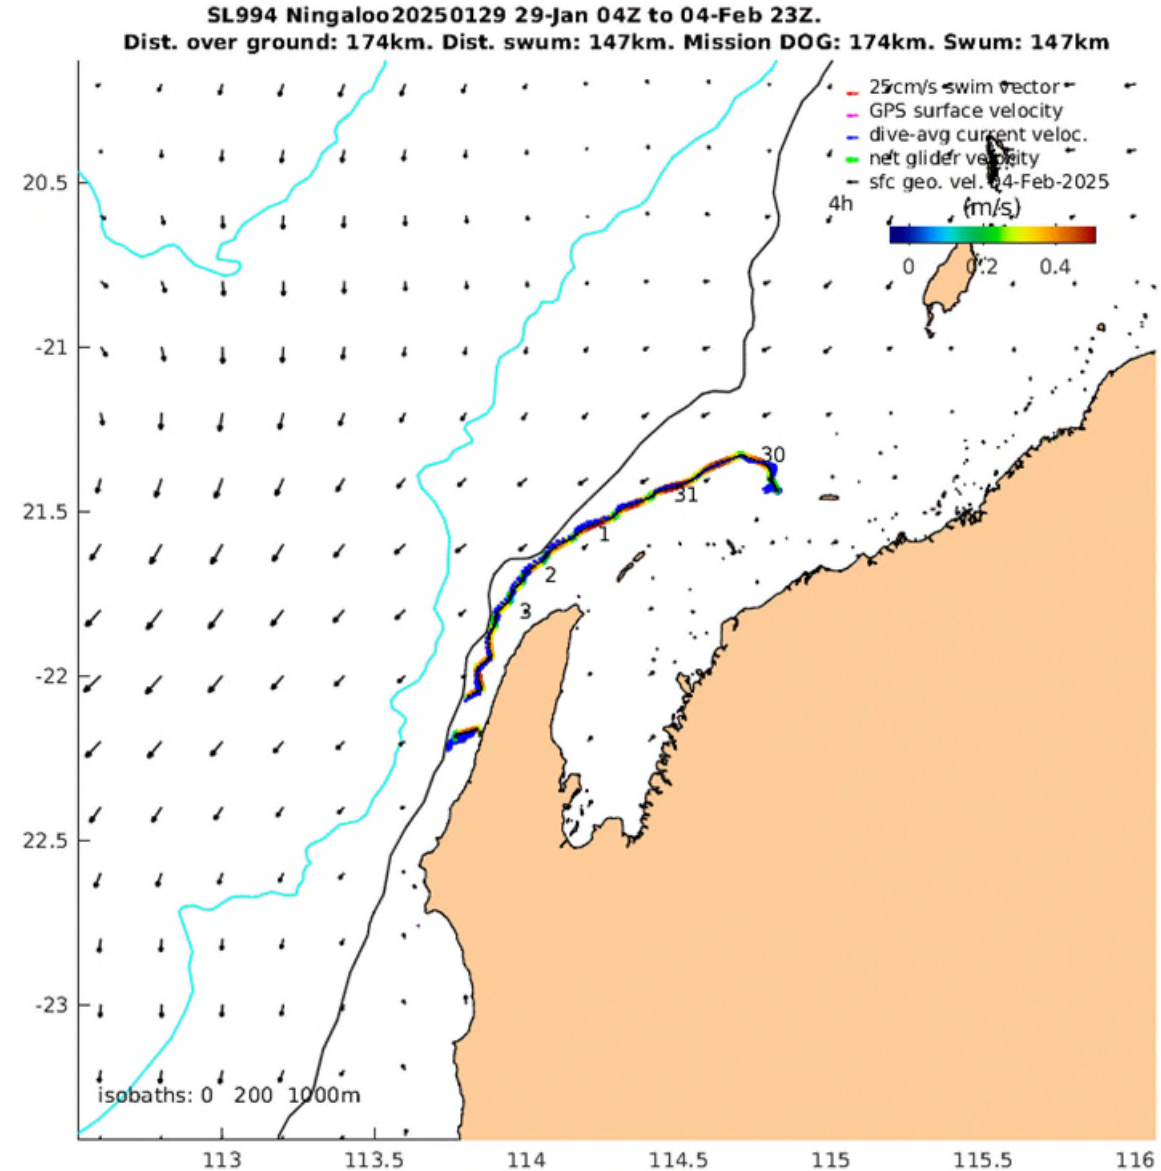 SL994 Ningaloo20250129 29-Jan 04Z to 04-Feb 23Z.
Dist. over ground: 174km. Dist. swum: 147km. Mission DOG: 174km. Swum: 147km
25cm/s swim vector
GPS surface velocity
dive-avg current veloc.
net glider velocity
sfc geo. vel. 04-Feb-2025
4h
(m/s)
0 0.2 0.4
20.5
-21
21.5
-22
22.5
-23
30
31
1
2
3
isobaths: 0 200 1000m
113 113.5 114 114.5 115 115.5 116